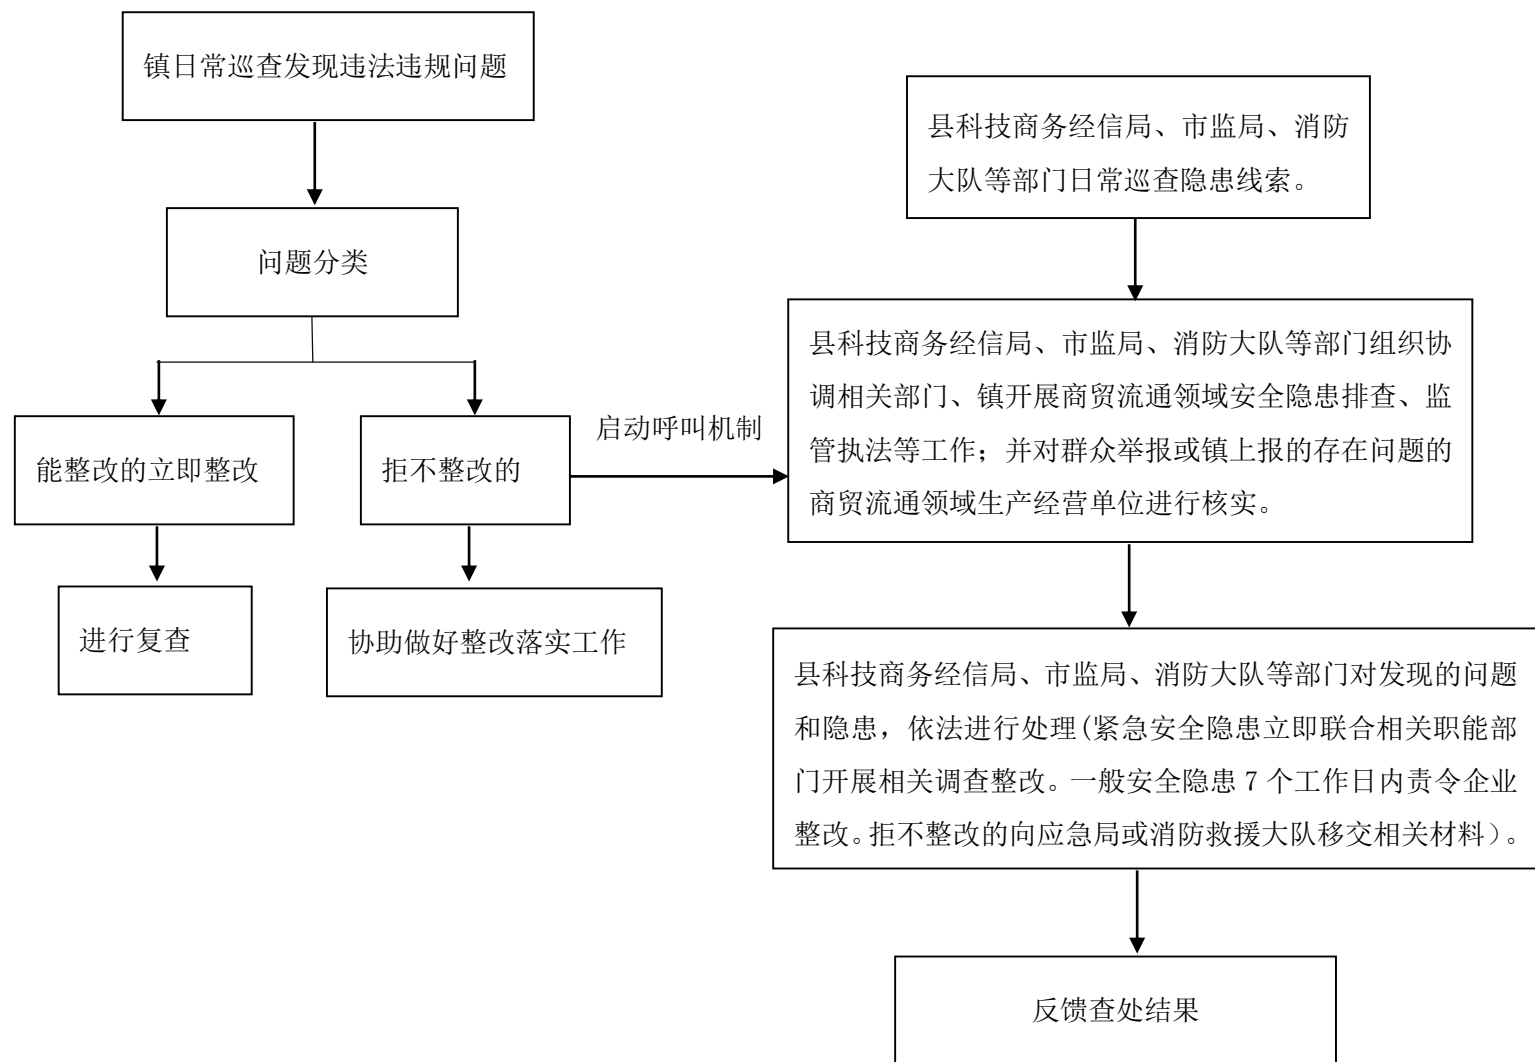 镇日常巡查发现违法违规问题
县科技商务经信局、市监局、消防
大队等部门日常巡查隐患线索。
问题分类
县科技商务经信局、市监局、消防大队等部门组织协
调相关部门、镇开展商贸流通领域安全隐患排查、监
管执法等工作；并对群众举报或镇上报的存在问题的
商贸流通领域生产经营单位进行核实。
启动呼叫机制
能整改的立即整改
拒不整改的
进行复查
协助做好整改落实工作
县科技商务经信局、市监局、消防大队等部门对发现的问题
和隐患，依法进行处理(紧急安全隐患立即联合相关职能部
门开展相关调查整改。一般安全隐患 7 个工作日内责令企业
整改。拒不整改的向应急局或消防救援大队移交相关材料)。
反馈查处结果